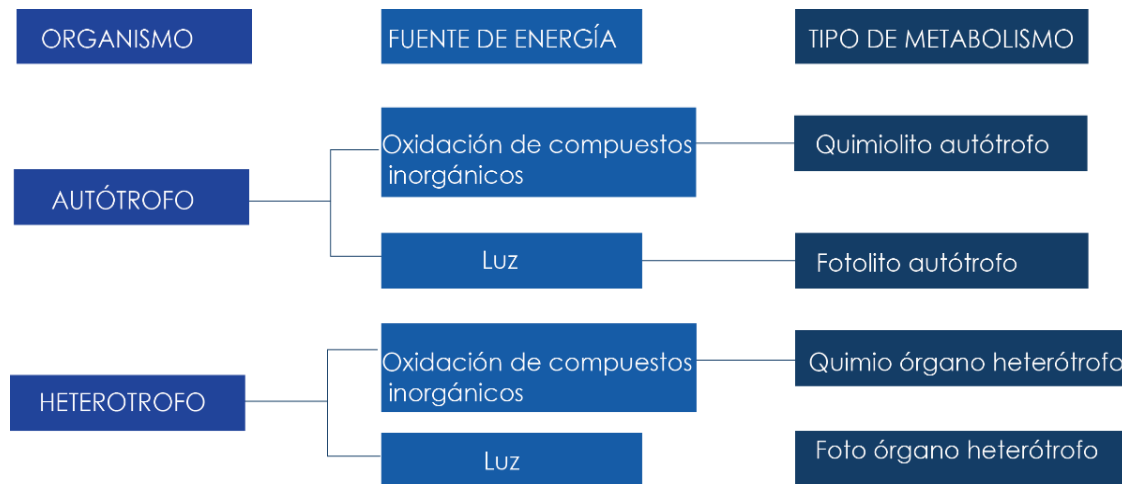 ORGANISMO
FUENTE DE ENERGÍA
TIPO DE METABOLISMO
AUTÓTROFO
Oxidación de compuestos
inorgánicos
Quimiolito autótrofo
Luz
Fotolito autótrofo
HETEROTROFO
Oxidación de compuestos
inorgánicos
Quimio órgano heterótrofo
Luz
Foto órgano heterótrofo